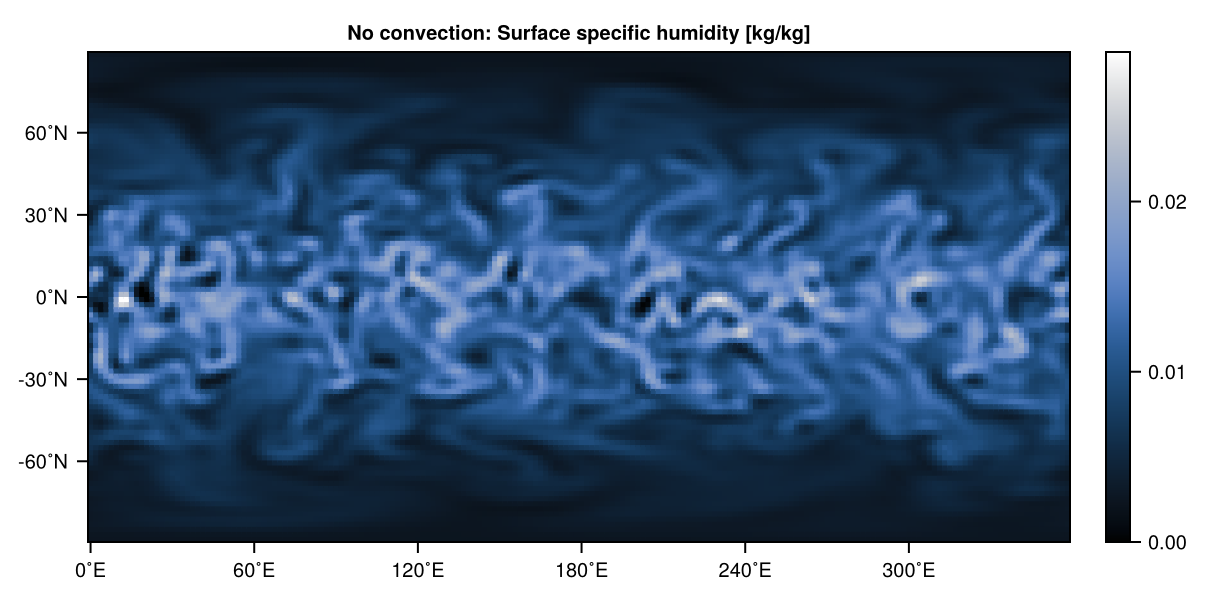 No convection: Surface specific humidity [kg/kg]
60˚N
30˚N
0˚N
-30˚N
-60˚N
0˚E
60˚E
120˚E
180˚E
240˚E
300˚E
0.02
0.01
0.00